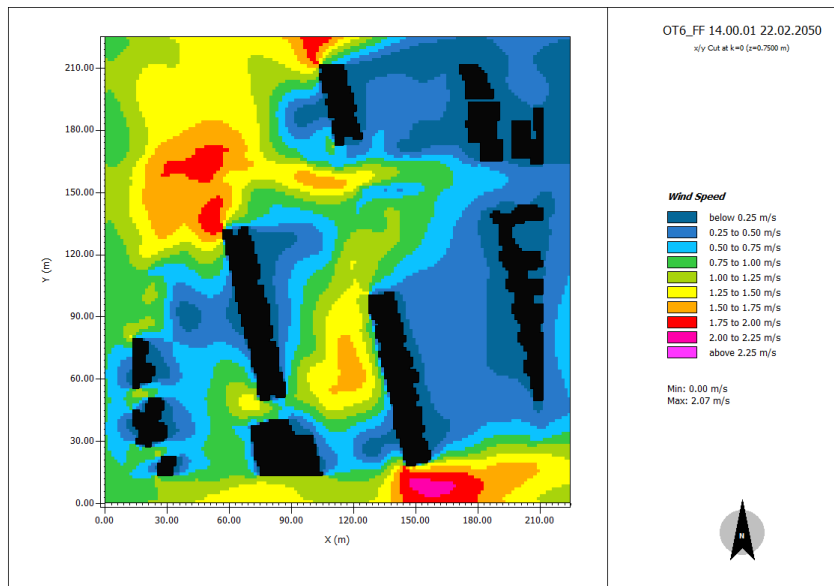 OT6_FF 14.00.01 22.02.2050
x/y Cut at k=0 (z=0.7500 m)
210.00
180.00
150.00
120.00
90.00
60.00
30.00
0.00
Y (m)
0.00 30.00 60.00 90.00 120.00 150.00 180.00 210.00
X (m)
Wind Speed
below 0.25 m/s
0.25 to 0.50 m/s
0.50 to 0.75 m/s
0.75 to 1.00 m/s
1.00 to 1.25 m/s
1.25 to 1.50 m/s
1.50 to 1.75 m/s
1.75 to 2.00 m/s
2.00 to 2.25 m/s
above 2.25 m/s
Min: 0.00 m/s
Max: 2.07 m/s
N